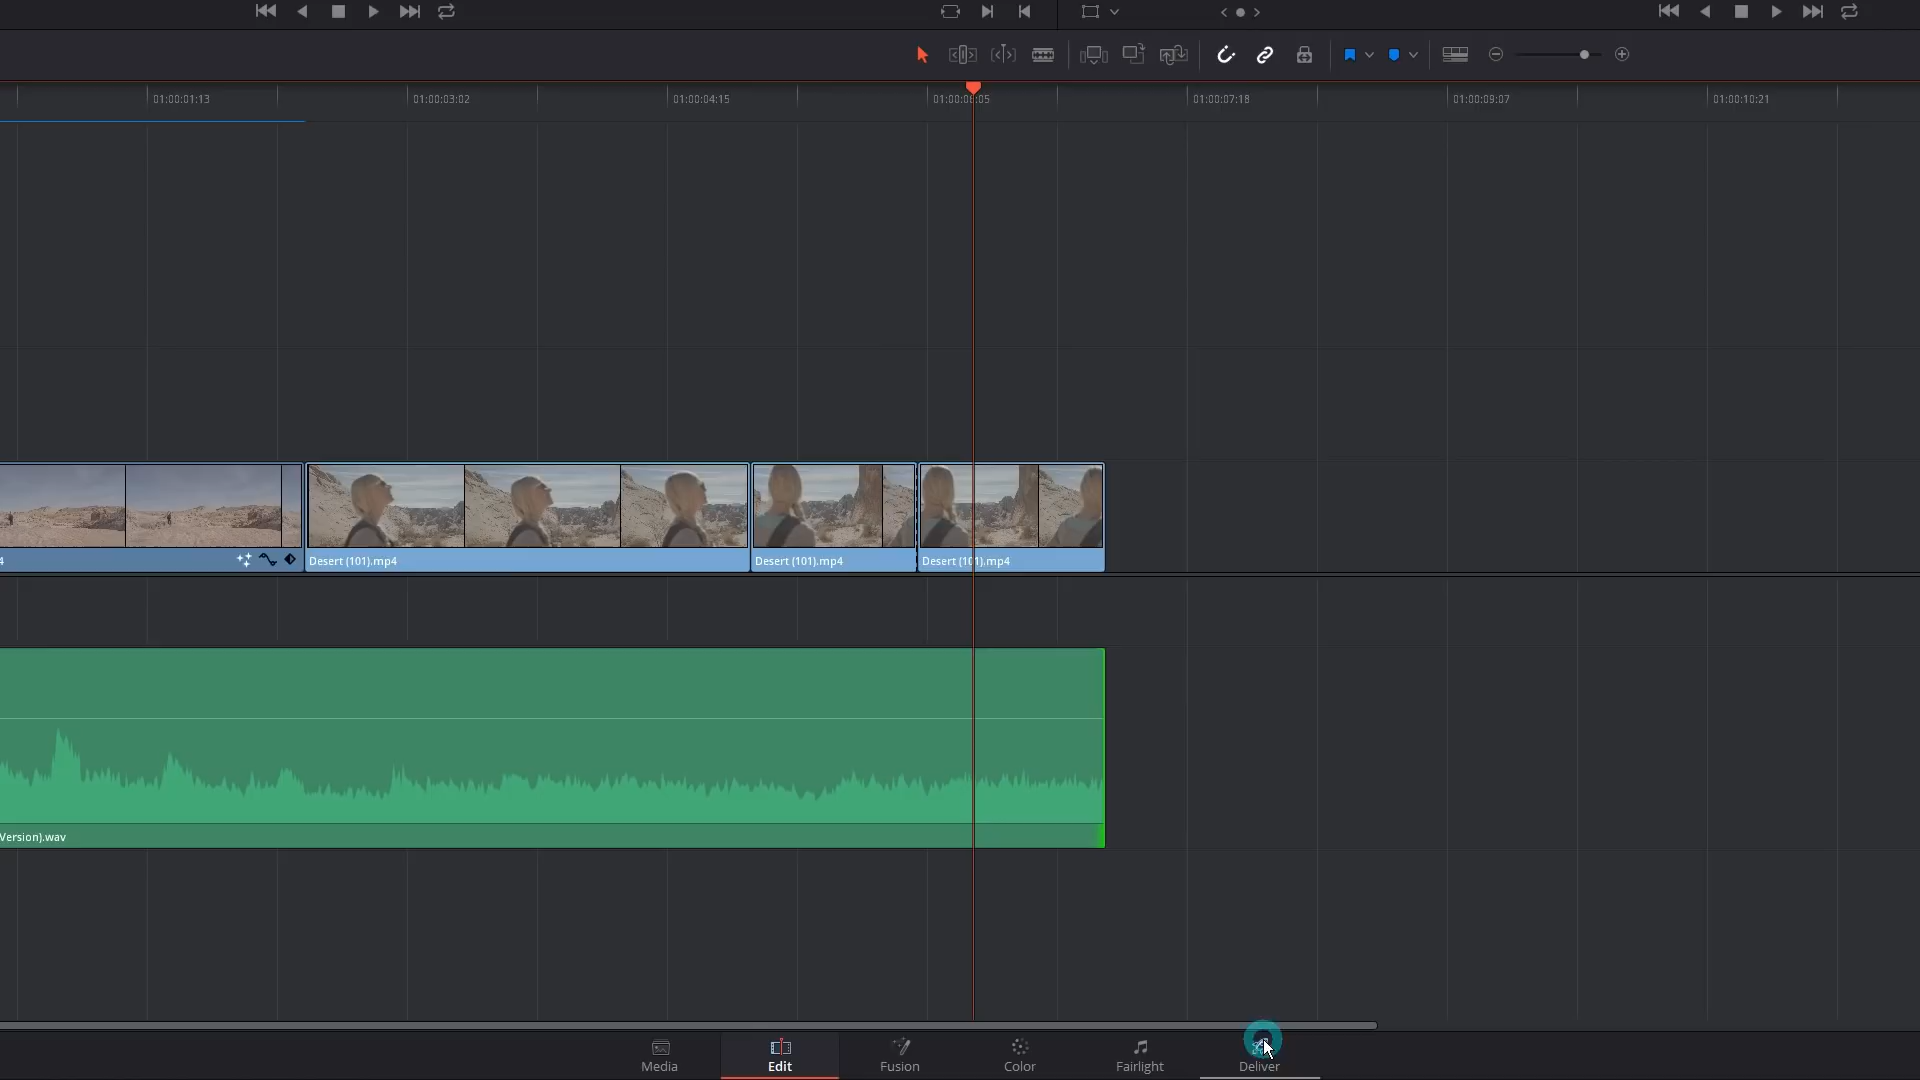 01:00:01:13 01:00:03:02 01:00:04:15 01:00:06:05 01:00:07:18 01:00:09:07 01:00:10:21
4 Desert (101).mp4 Desert (101).mp4 Desert (101).mp4
Version).wav
Media Edit Fusion Color Fairlight Deliver